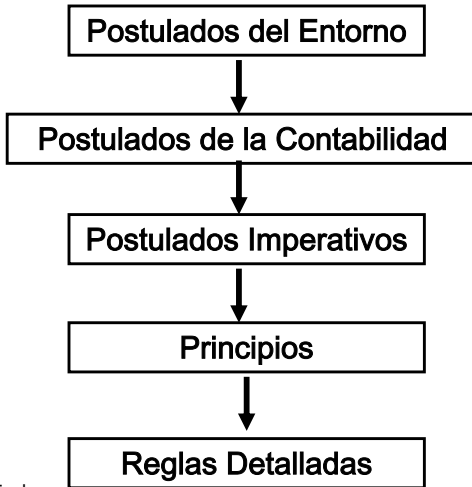 Postulados del Entorno
Postulados de la Contabilidad
Postulados Imperativos
Principios
Reglas Detalladas